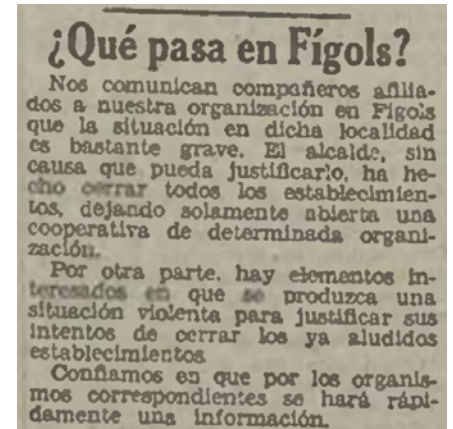 ¿Qué pasa en Fígols?
Nos comunican compañeros afilia-
dos a nuestra organización en Fígols
que la situación en dicha localidad
es bastante grave. El alcalde, sin
causa que pueda justificarlo, ha he-
cho cerrar todos los establecimien-
tos, dejando solamente abierta una
cooperativa de determinada organi-
zación.
Por otra parte, hay elementos in-
teresados en que se produzca una
situación violenta para justificar sus
intentos de cerrar los ya aludidos
establecimientos
Confiamos en que por los organis-
mos correspondientes se hará rápi-
damente una información.